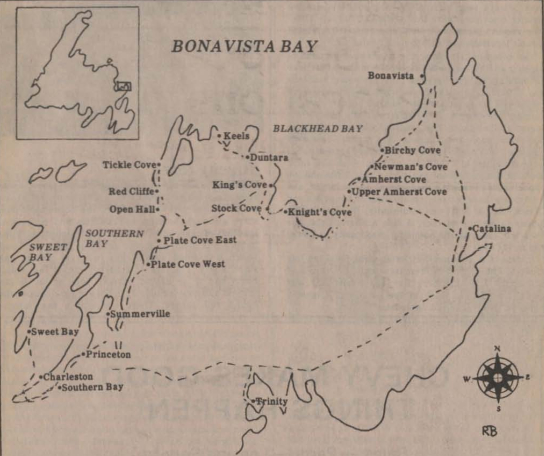 BONAVISTA BAY
Bonavista
BLACKHEAD BAY
Keels
Birchy Cove
Duntara
Tickle Cove
Newman's Cove
Amherst Cove
King's Cove
Red Cliffe
Upper Amherst Cove
Open Hall
Stock Cove
Knight's Cove
Catalina
SOUTHERN
BAY
Plate Cove East
SWEET
BAY
Plate Cove West
Summerville
Sweet Bay
Princeton
Charleston
Southern Bay
Trinity
N
W
E
S
RB